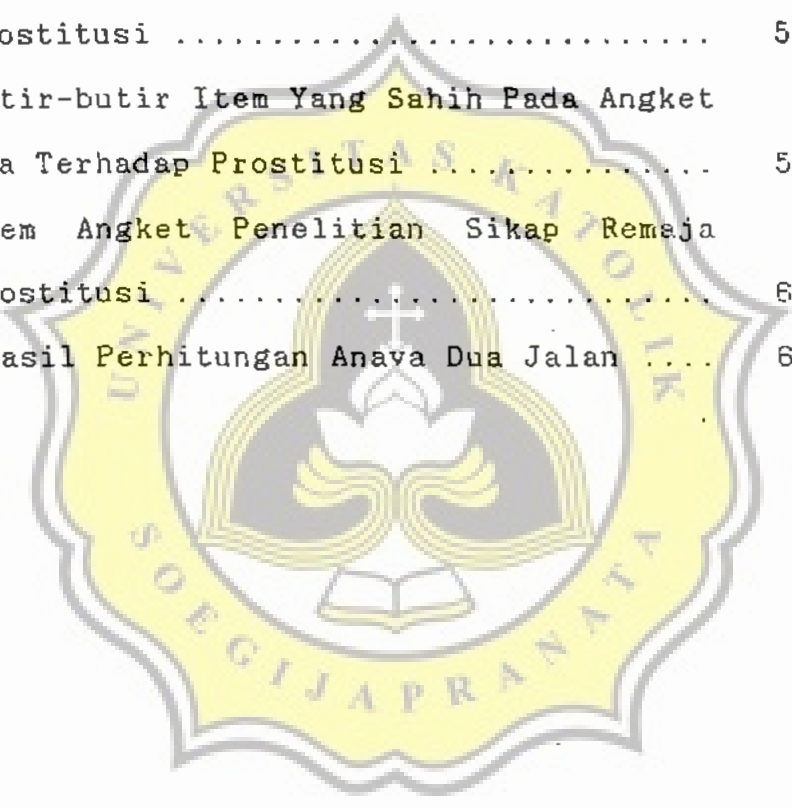 ostitusi .............................. 5
tir-butir Item Yang Sahih Pada Angket
a Terhadap Prostitusi ................ 5
em Angket Penelitian Sikap Remaja
ostitusi .............................. 6
asil Perhitungan Anava Dua Jalan .... 6
UNIVERSITAS KATOLIK
SOEGIJAPRANATA